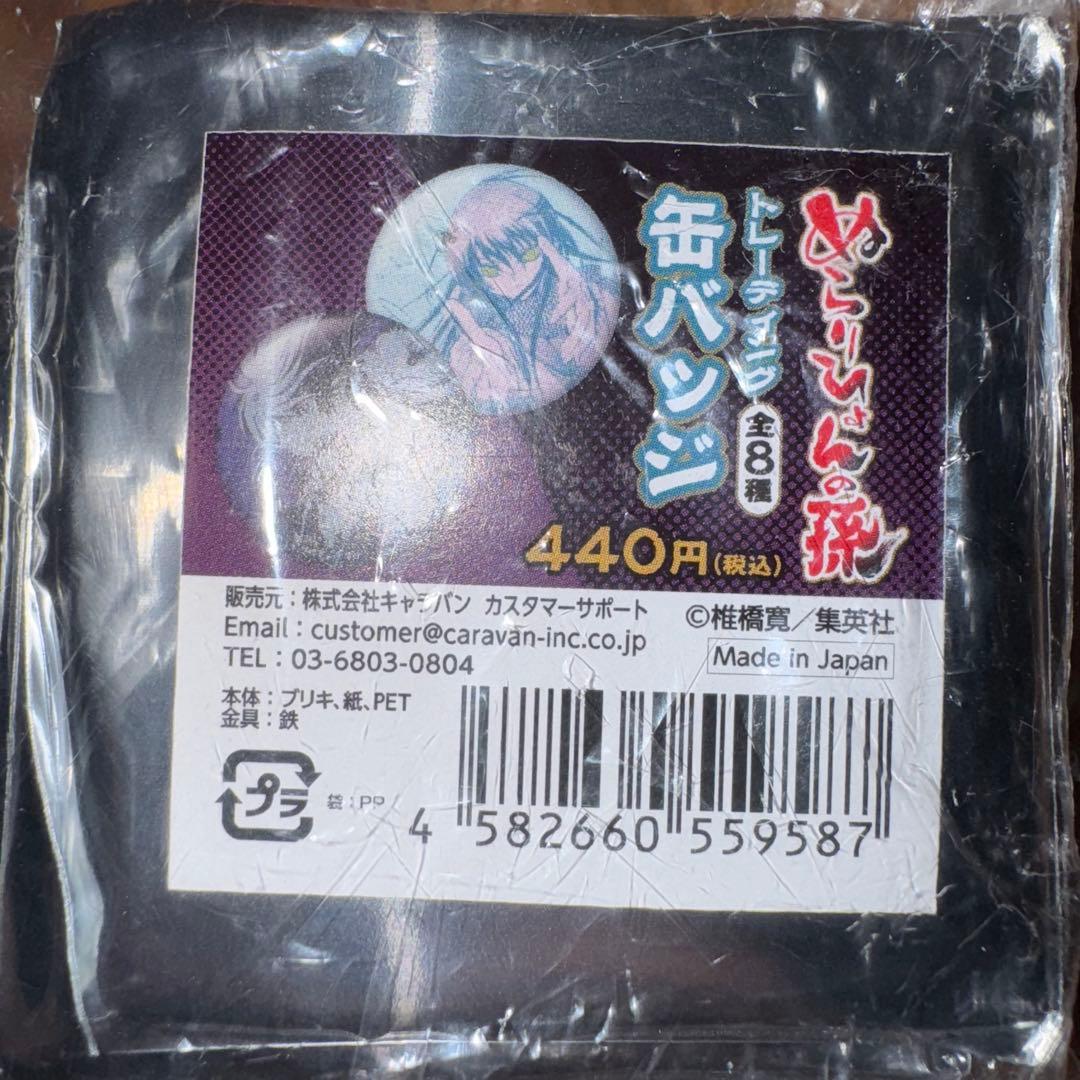 ぬらりひょんの孫
トレーディング
缶バッジ
全8種
440円(税込)
販売元：株式会社キャラバン カスタマーサポート
Email：customer@caravan-inc.co.jp
TEL：03-6803-0804
©椎橋寛／集英社
Made in Japan
本体：ブリキ、紙、PET
金具：鉄
プラ
袋：PP
4 582660 559587